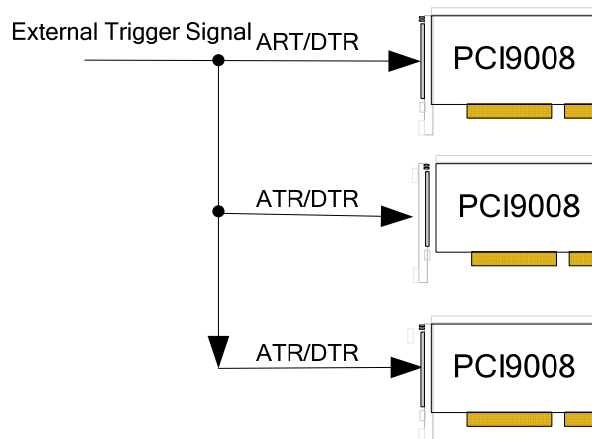 External Trigger Signal
ART/DTR
PCI9008
ATR/DTR
PCI9008
ATR/DTR
PCI9008